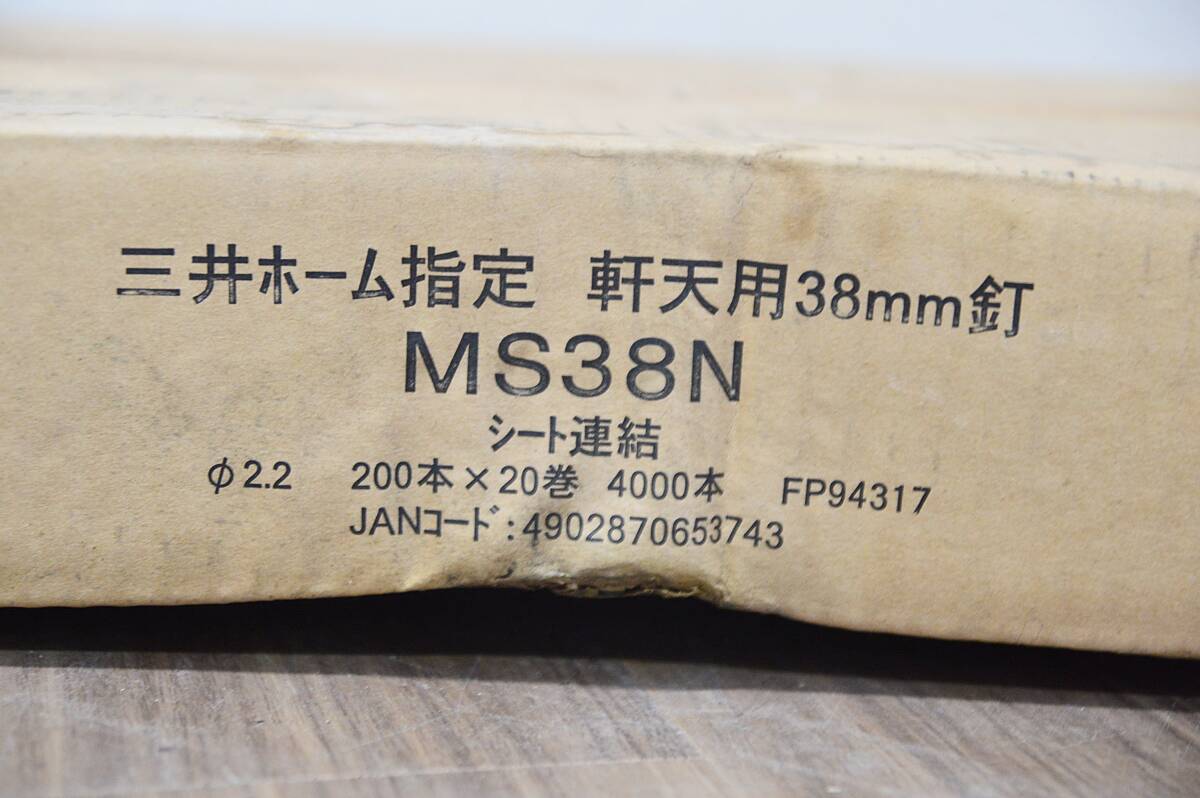 三井ホーム指定 軒天用38mm釘
MS38N
シート連結
φ2.2 200本×20巻 4000本 FP94317
JANコード:4902870653743